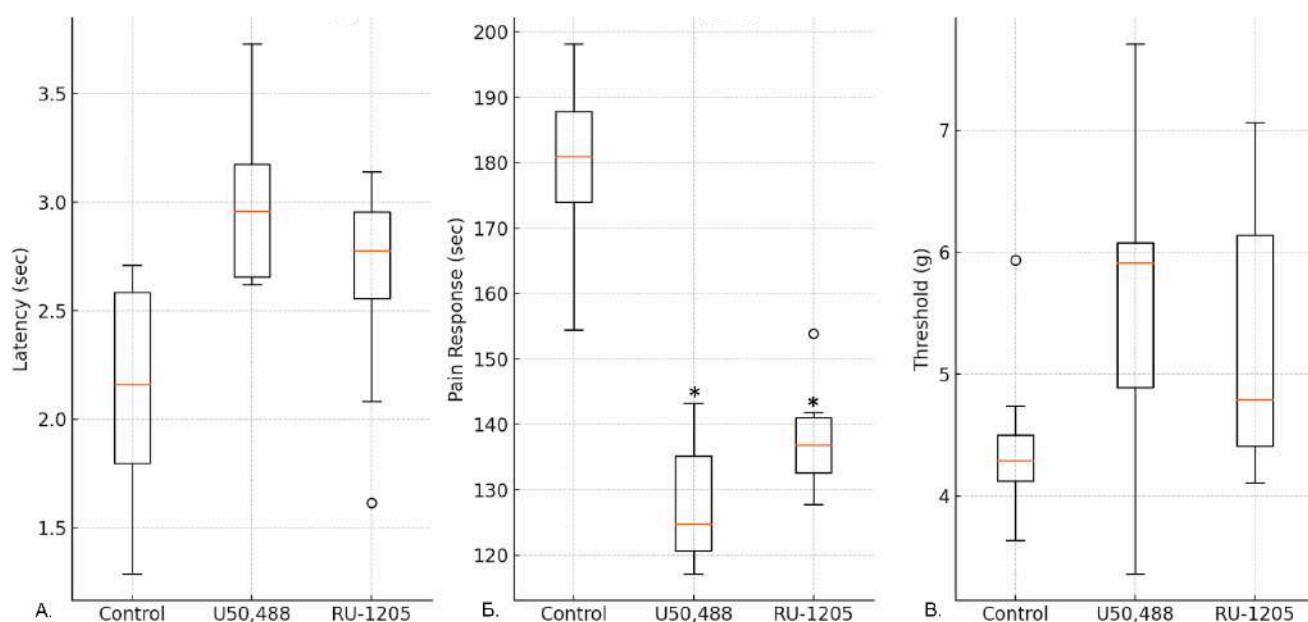 Latency (sec)
3.5
3.0
2.5
2.0
1.5
А.
Control
U50,488
RU-1205
Pain Response (sec)
200
190
180
170
160
150
140
130
120
*
*
Б.
Control
U50,488
RU-1205
Threshold (g)
7
6
5
4
В.
Control
U50,488
RU-1205